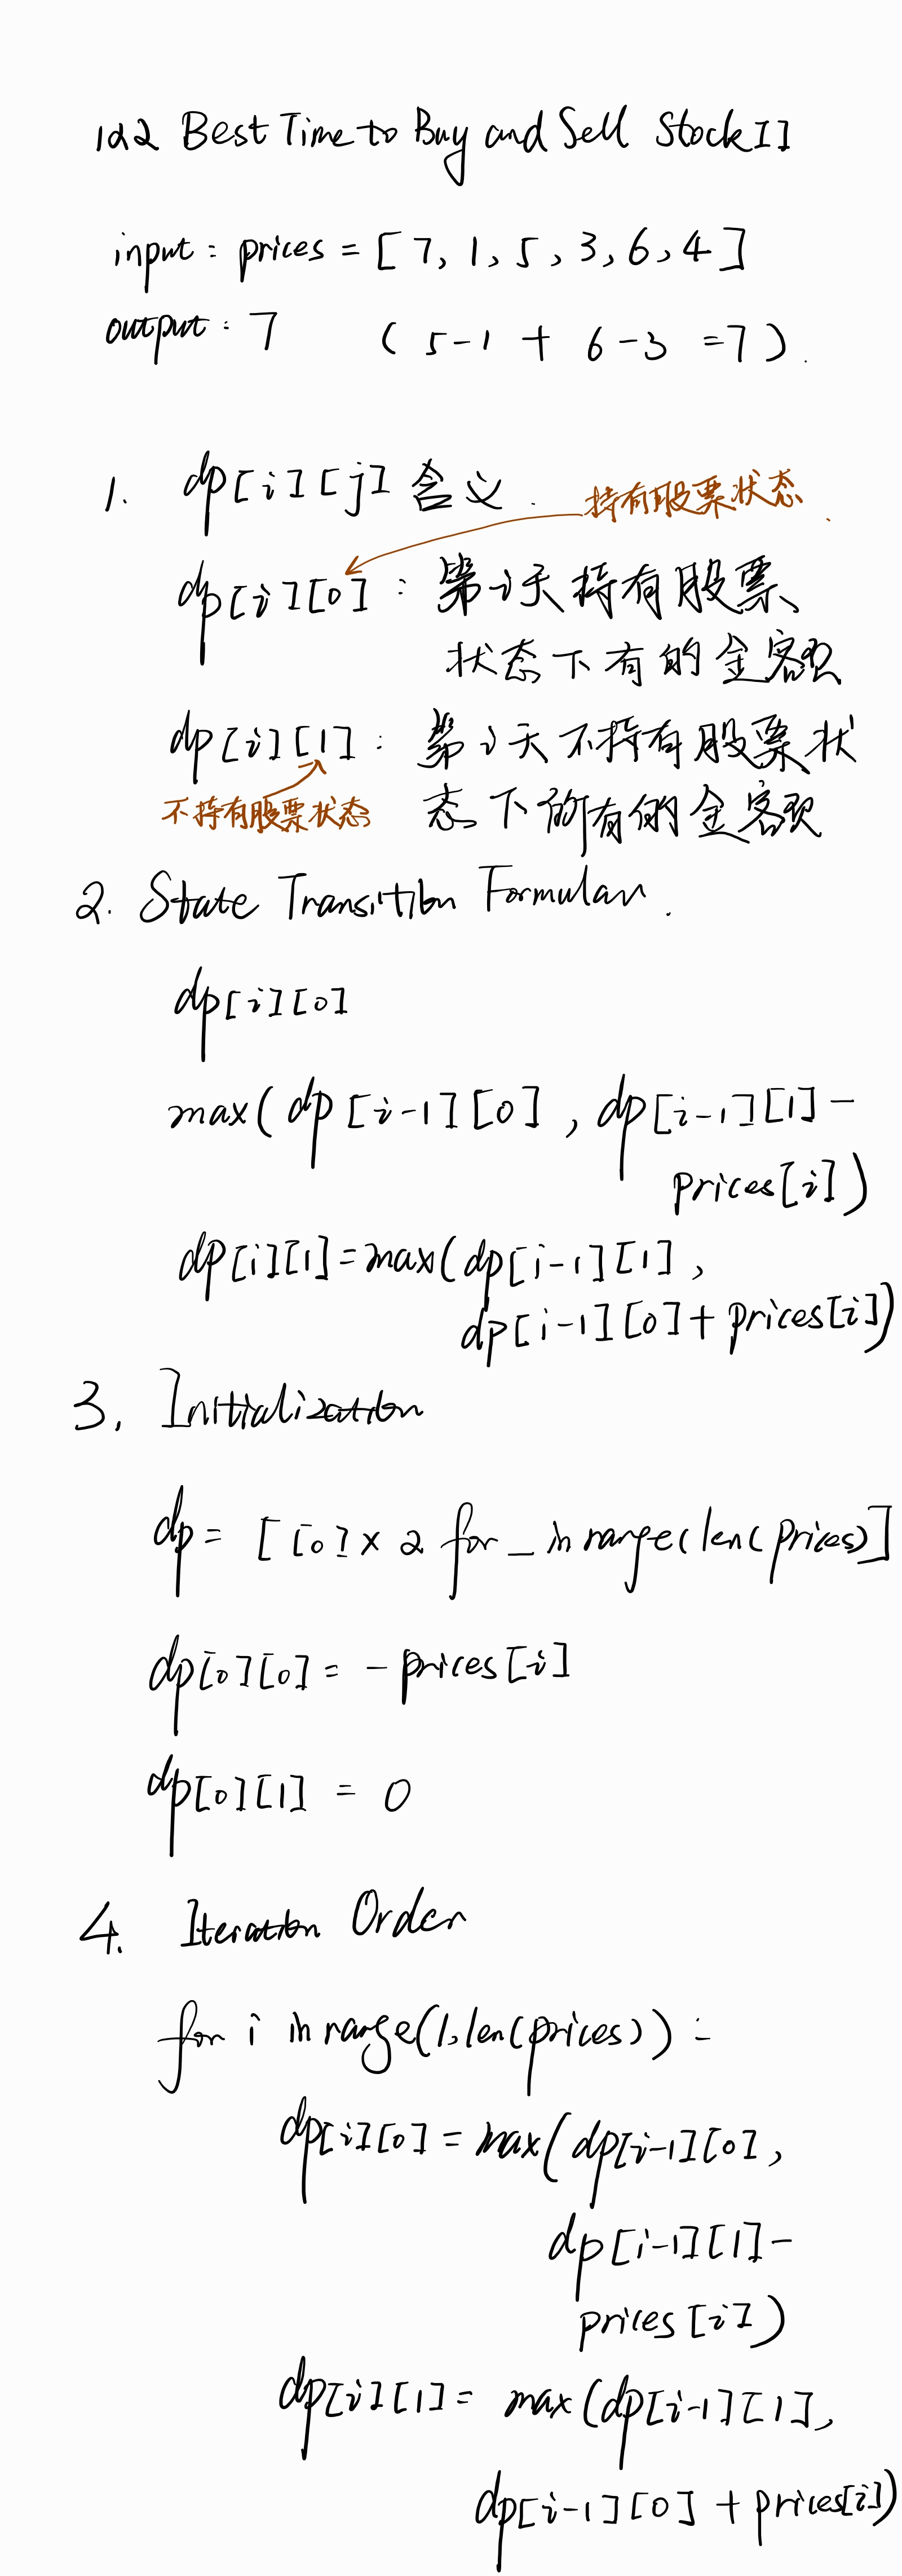 122 Best Time to Buy and Sell Stock II
input: prices = [7, 1, 5, 3, 6, 4]
output: 7 (5-1 + 6-3 =7).
1. dp[i][j] 含义.
持有股票状态.
dp[i][0]: 第i天持有股票
状态下有的金额
dp[i][1]: 第i天不持有股票状
不持有股票状态
态下所有的金额
2. State Transition Formular.
dp[i][0]
max(dp[i-1][0], dp[i-1][1]-
prices[i])
dp[i][1]=max(dp[i-1][1],
dp[i-1][0]+prices[i])
3. Initialization
dp= [[0]×2 for _ in range(len(prices)]
dp[0][0]= -prices[i]
dp[0][1] = 0
4. Iteration Order
for i in range(1,len(prices)):
dp[i][0]=max(dp[i-1][0],
dp[i-1][1]-
prices[i])
dp[i][1]= max(dp[i-1][1],
dp[i-1][0]+prices[i])